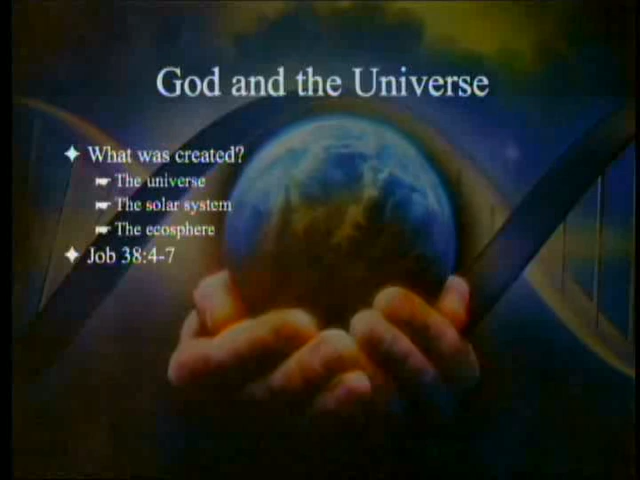 God and the Universe
What was created?
The universe
The solar system
The ecosphere
Job 38:4-7